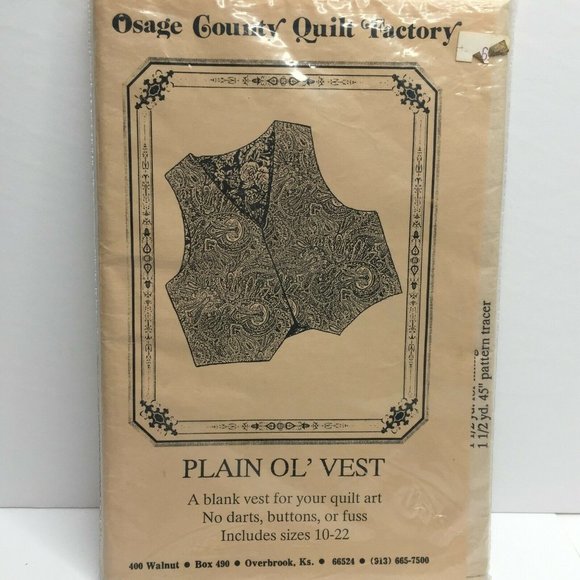 Osage County Quilt Factory
PLAIN OL' VEST
A blank vest for your quilt art
No darts, buttons, or fuss
Includes sizes 10-22
400 Walnut • Box 490 • Overbrook, Ks. • 66524 • (913) 665-7500
1 1/2 yd. 45" pattern tracer